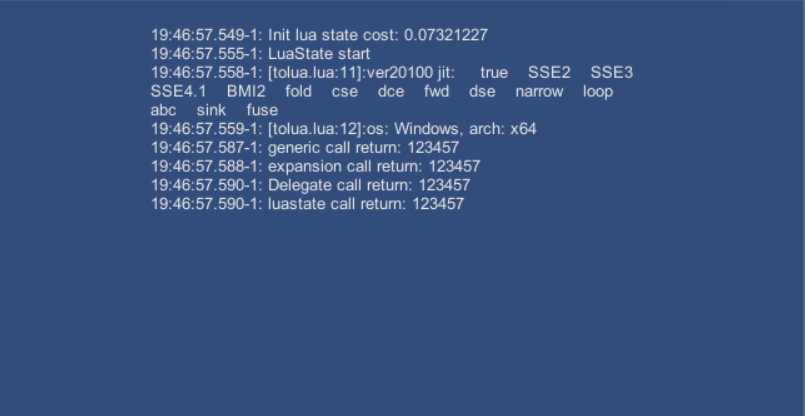 19:46:57.549-1: Init lua state cost: 0.07321227
19:46:57.555-1: LuaState start
19:46:57.558-1: [tolua.lua:11]:ver20100 jit: true SSE2 SSE3
SSE4.1 BMI2 fold cse dce fwd dse narrow loop
abc sink fuse
19:46:57.559-1: [tolua.lua:12]:os: Windows, arch: x64
19:46:57.587-1: generic call return: 123457
19:46:57.588-1: expansion call return: 123457
19:46:57.590-1: Delegate call return: 123457
19:46:57.590-1: luastate call return: 123457